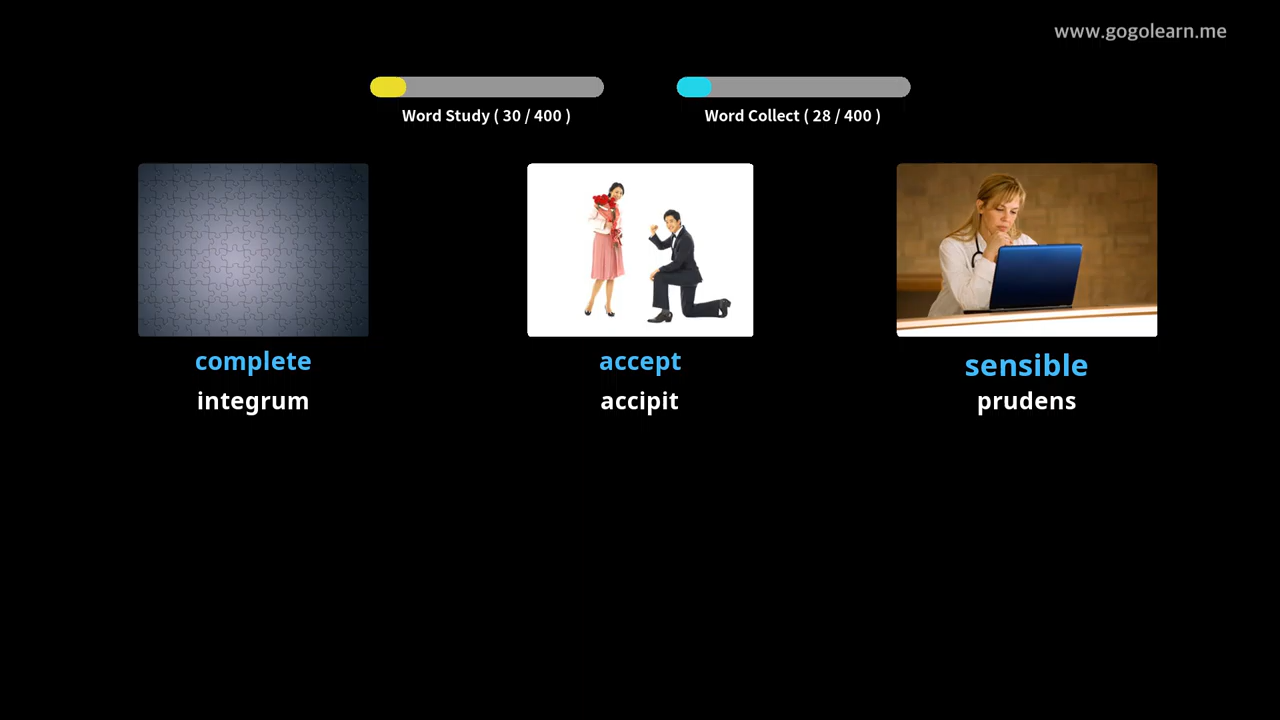 www.gogolearn.me
Word Study ( 30 / 400 )
Word Collect ( 28 / 400 )
complete
accept
sensible
integrum
accipit
prudens